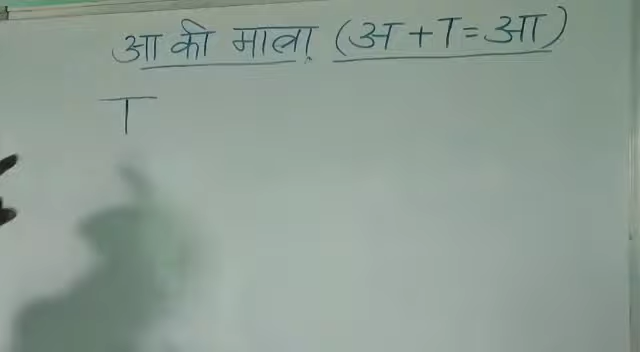 आ की मात्रा (अ + ा = आ)
ा